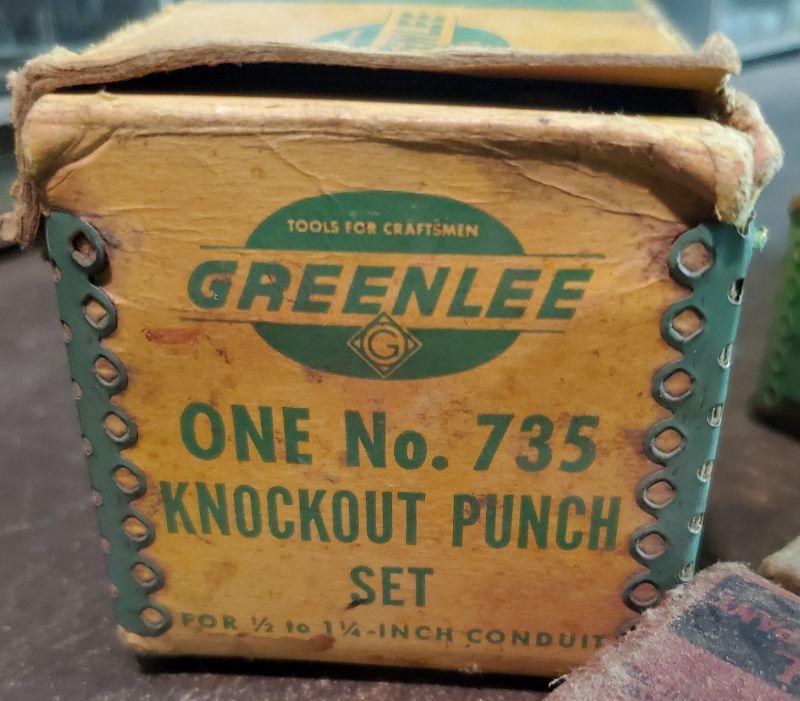 TOOLS FOR CRAFTSMEN
GREENLEE
G
ONE No. 735
KNOCKOUT PUNCH
SET
FOR ½ to 1¼-INCH CONDUIT